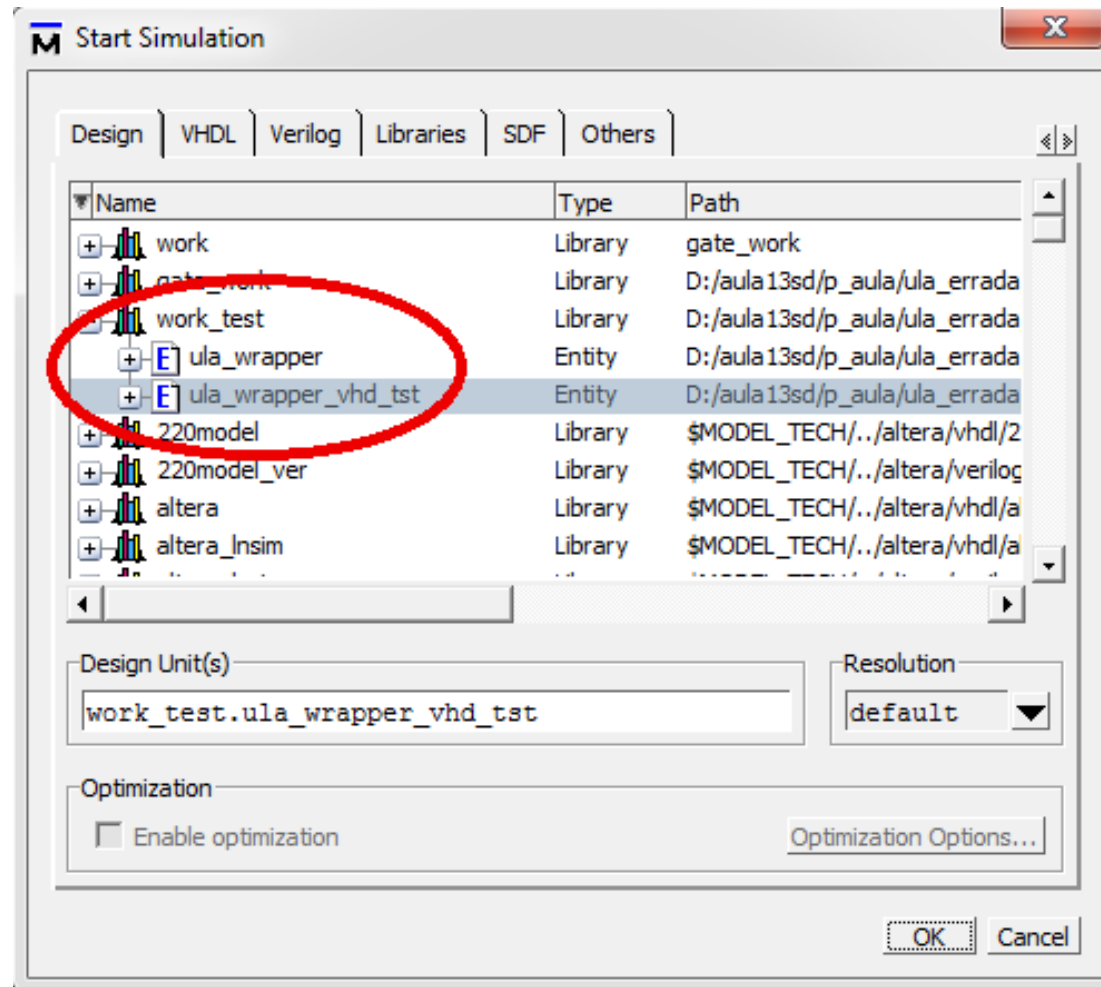 Start Simulation
Design VHDL Verilog Libraries SDF Others
Name Type Path
work Library gate_work
gate_work Library D:/aula13sd/p_aula/ula_errada
work_test Library D:/aula13sd/p_aula/ula_errada
ula_wrapper Entity D:/aula13sd/p_aula/ula_errada
ula_wrapper_vhd_tst Entity D:/aula13sd/p_aula/ula_errada
220model Library $MODEL_TECH/../altera/vhdl/2
220model_ver Library $MODEL_TECH/../altera/verilog
altera Library $MODEL_TECH/../altera/vhdl/al
altera_lnsim Library $MODEL_TECH/../altera/vhdl/a
Design Unit(s) Resolution
work_test.ula_wrapper_vhd_tst default
Optimization
Enable optimization Optimization Options...
OK Cancel